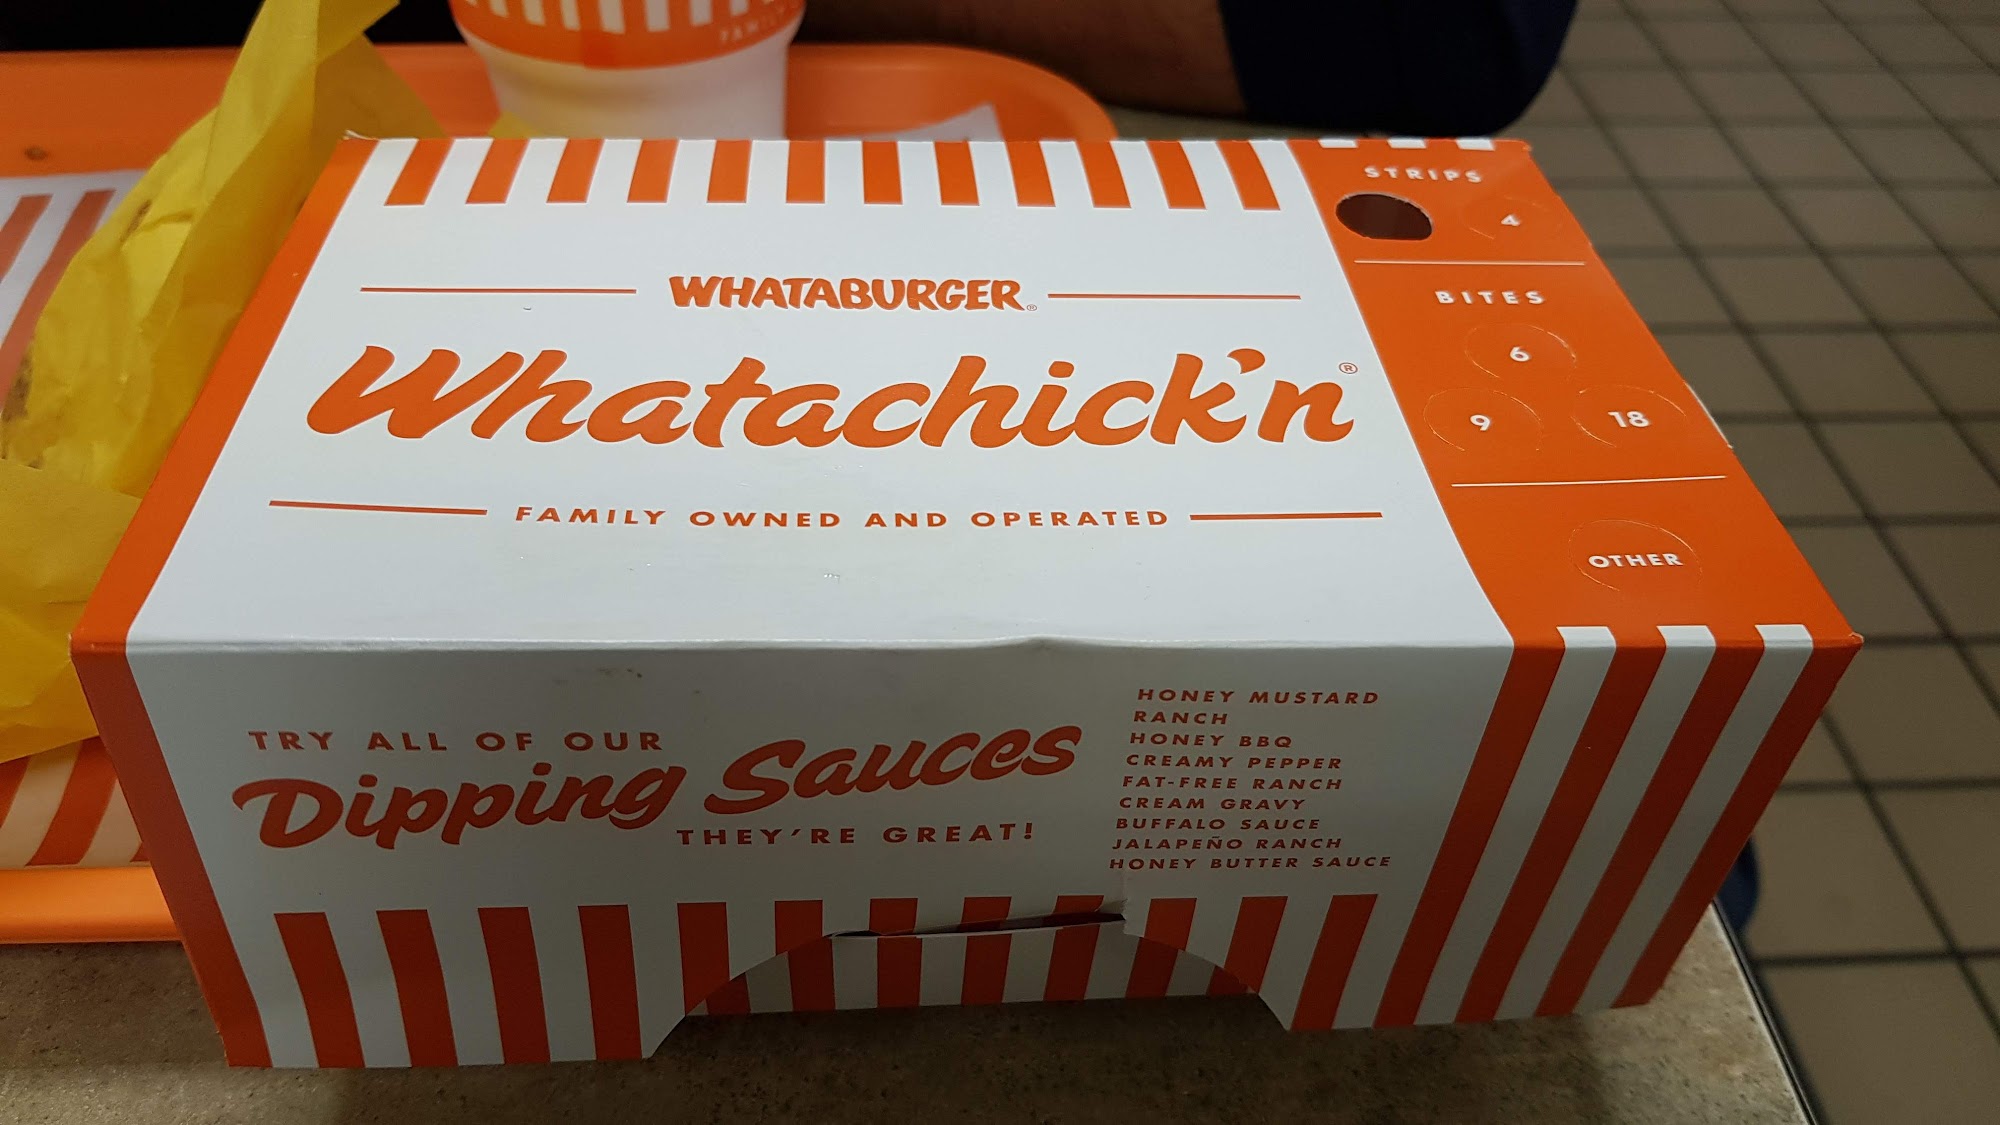 WHATABURGER®
Whatachick'n®
FAMILY OWNED AND OPERATED
STRIPS
4
BITES
6
9 18
OTHER
TRY ALL OF OUR
Dipping Sauces
THEY'RE GREAT!
HONEY MUSTARD
RANCH
HONEY BBQ
CREAMY PEPPER
FAT-FREE RANCH
CREAM GRAVY
BUFFALO SAUCE
JALAPEÑO RANCH
HONEY BUTTER SAUCE